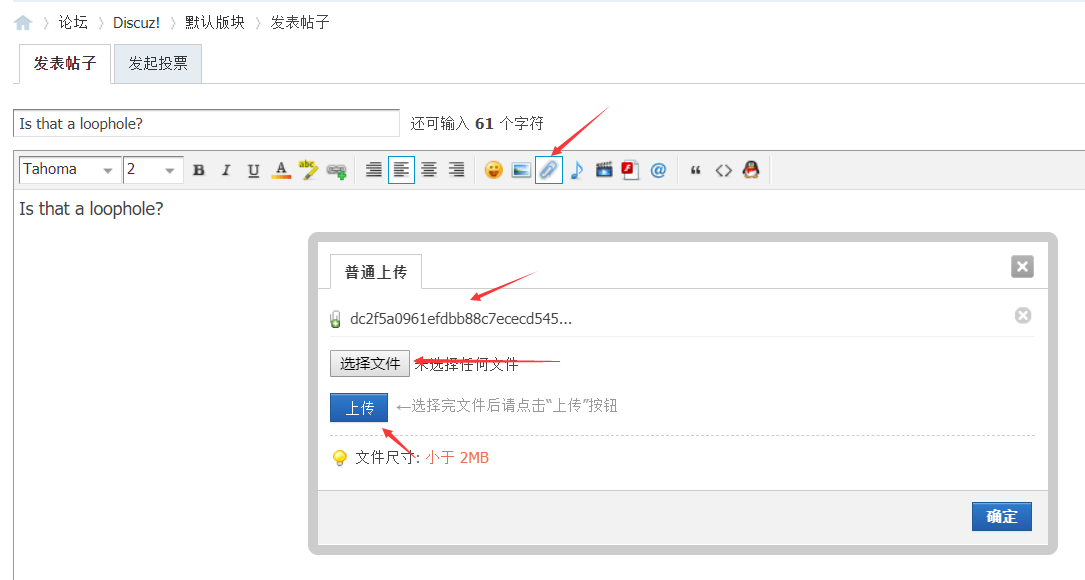 论坛 Discuz! 默认版块 发表帖子
发表帖子 发起投票
Is that a loophole? 还可输入 61 个字符
Tahoma 2 B I U A abc @ “ <>
Is that a loophole?
普通上传
dc2f5a0961efdbb88c7ececd545...
选择文件 未选择任何文件
上传 ←选择完文件后请点击“上传”按钮
文件尺寸: 小于 2MB
确定